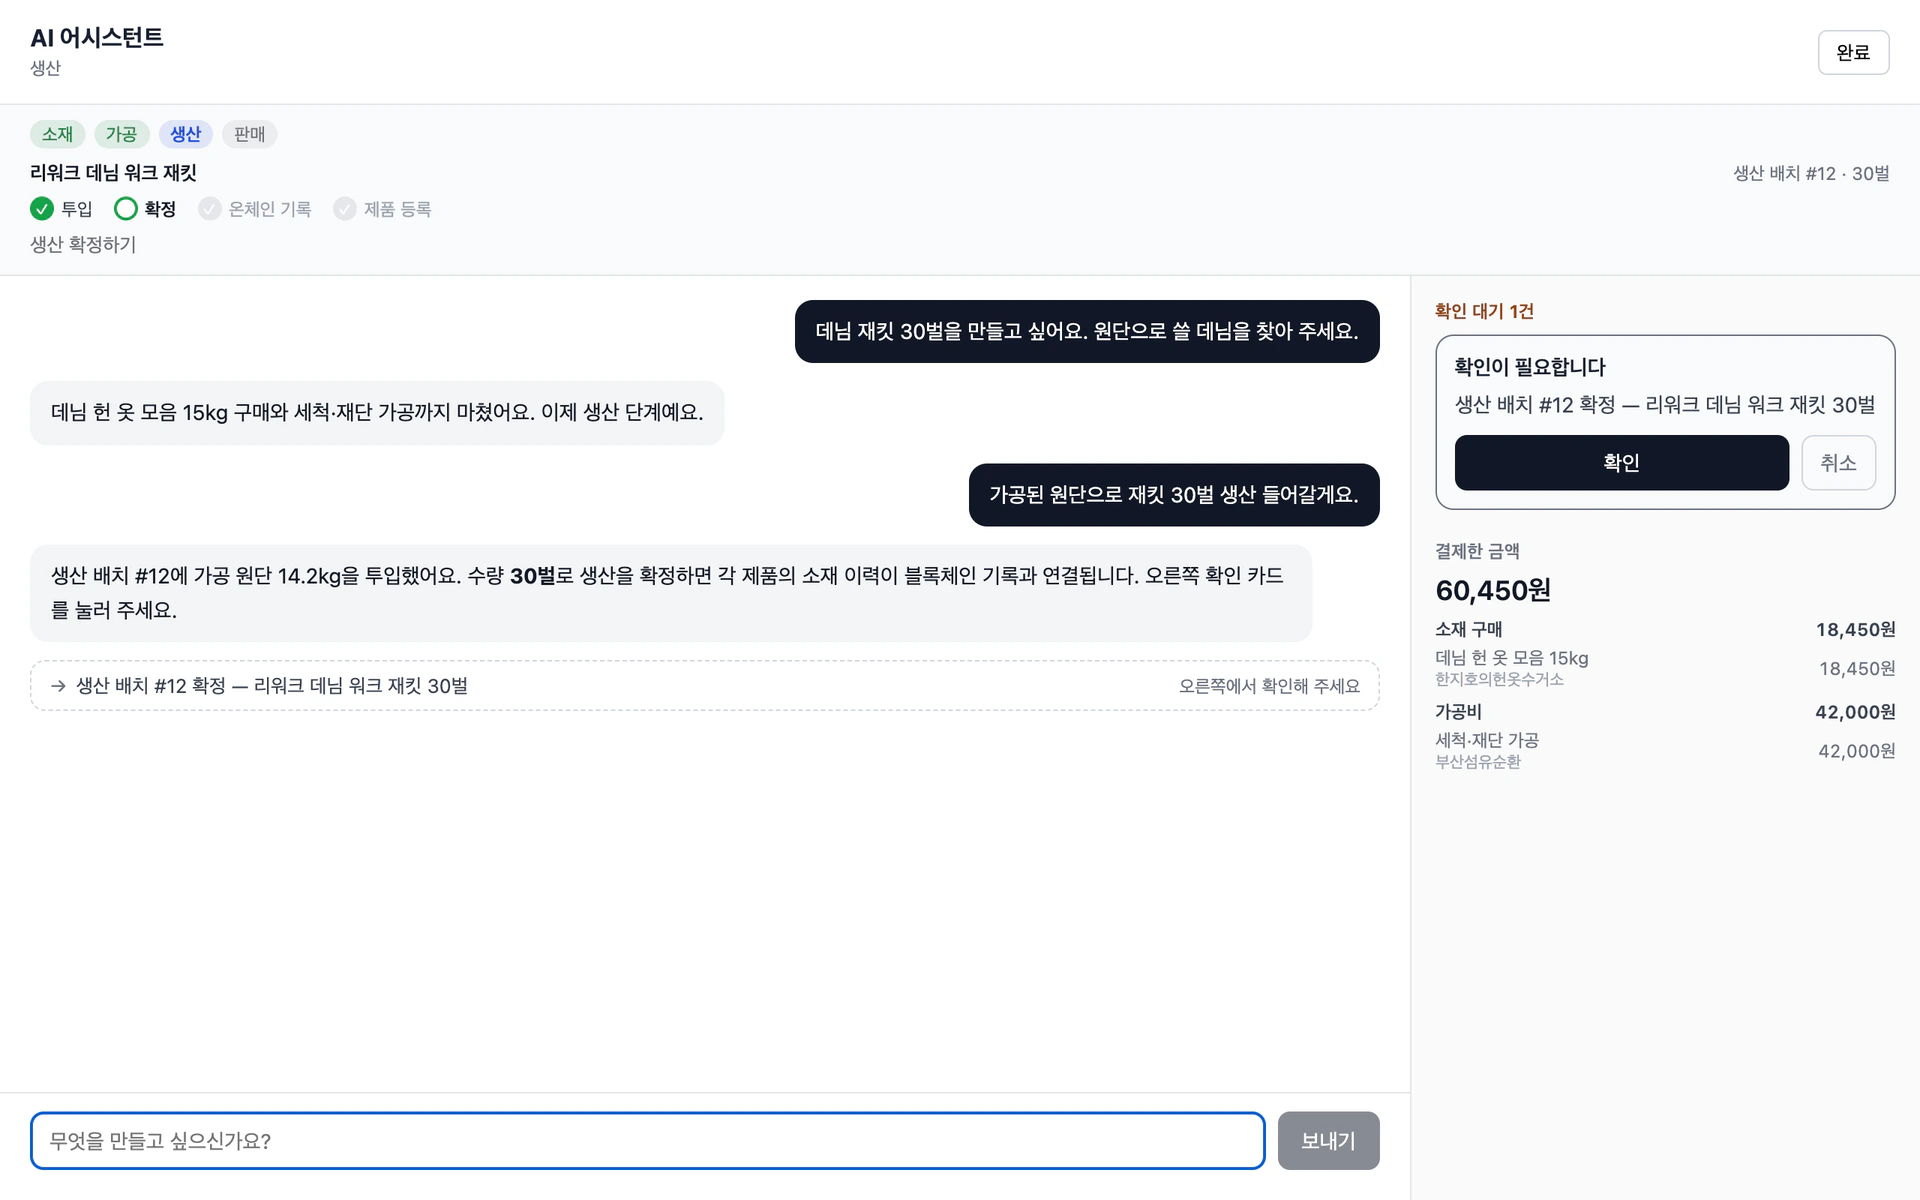 AI 어시스턴트
생산
완료
소재 가공 생산 판매
리워크 데님 워크 재킷
생산 배치 #12 · 30벌
투입 확정 온체인 기록 제품 등록
생산 확정하기
데님 재킷 30벌을 만들고 싶어요. 원단으로 쓸 데님을 찾아 주세요.
데님 헌 옷 모음 15kg 구매와 세척·재단 가공까지 마쳤어요. 이제 생산 단계예요.
가공된 원단으로 재킷 30벌 생산 들어갈게요.
생산 배치 #12에 가공 원단 14.2kg을 투입했어요. 수량 30벌로 생산을 확정하면 각 제품의 소재 이력이 블록체인 기록과 연결됩니다. 오른쪽 확인 카드
를 눌러 주세요.
→ 생산 배치 #12 확정 — 리워크 데님 워크 재킷 30벌
오른쪽에서 확인해 주세요
무엇을 만들고 싶으신가요?
보내기
확인 대기 1건
확인이 필요합니다
생산 배치 #12 확정 — 리워크 데님 워크 재킷 30벌
확인
취소
결제한 금액
60,450원
소재 구매 18,450원
데님 헌 옷 모음 15kg 18,450원
한지호의헌옷수거소
가공비 42,000원
세척·재단 가공 42,000원
부산섬유순환